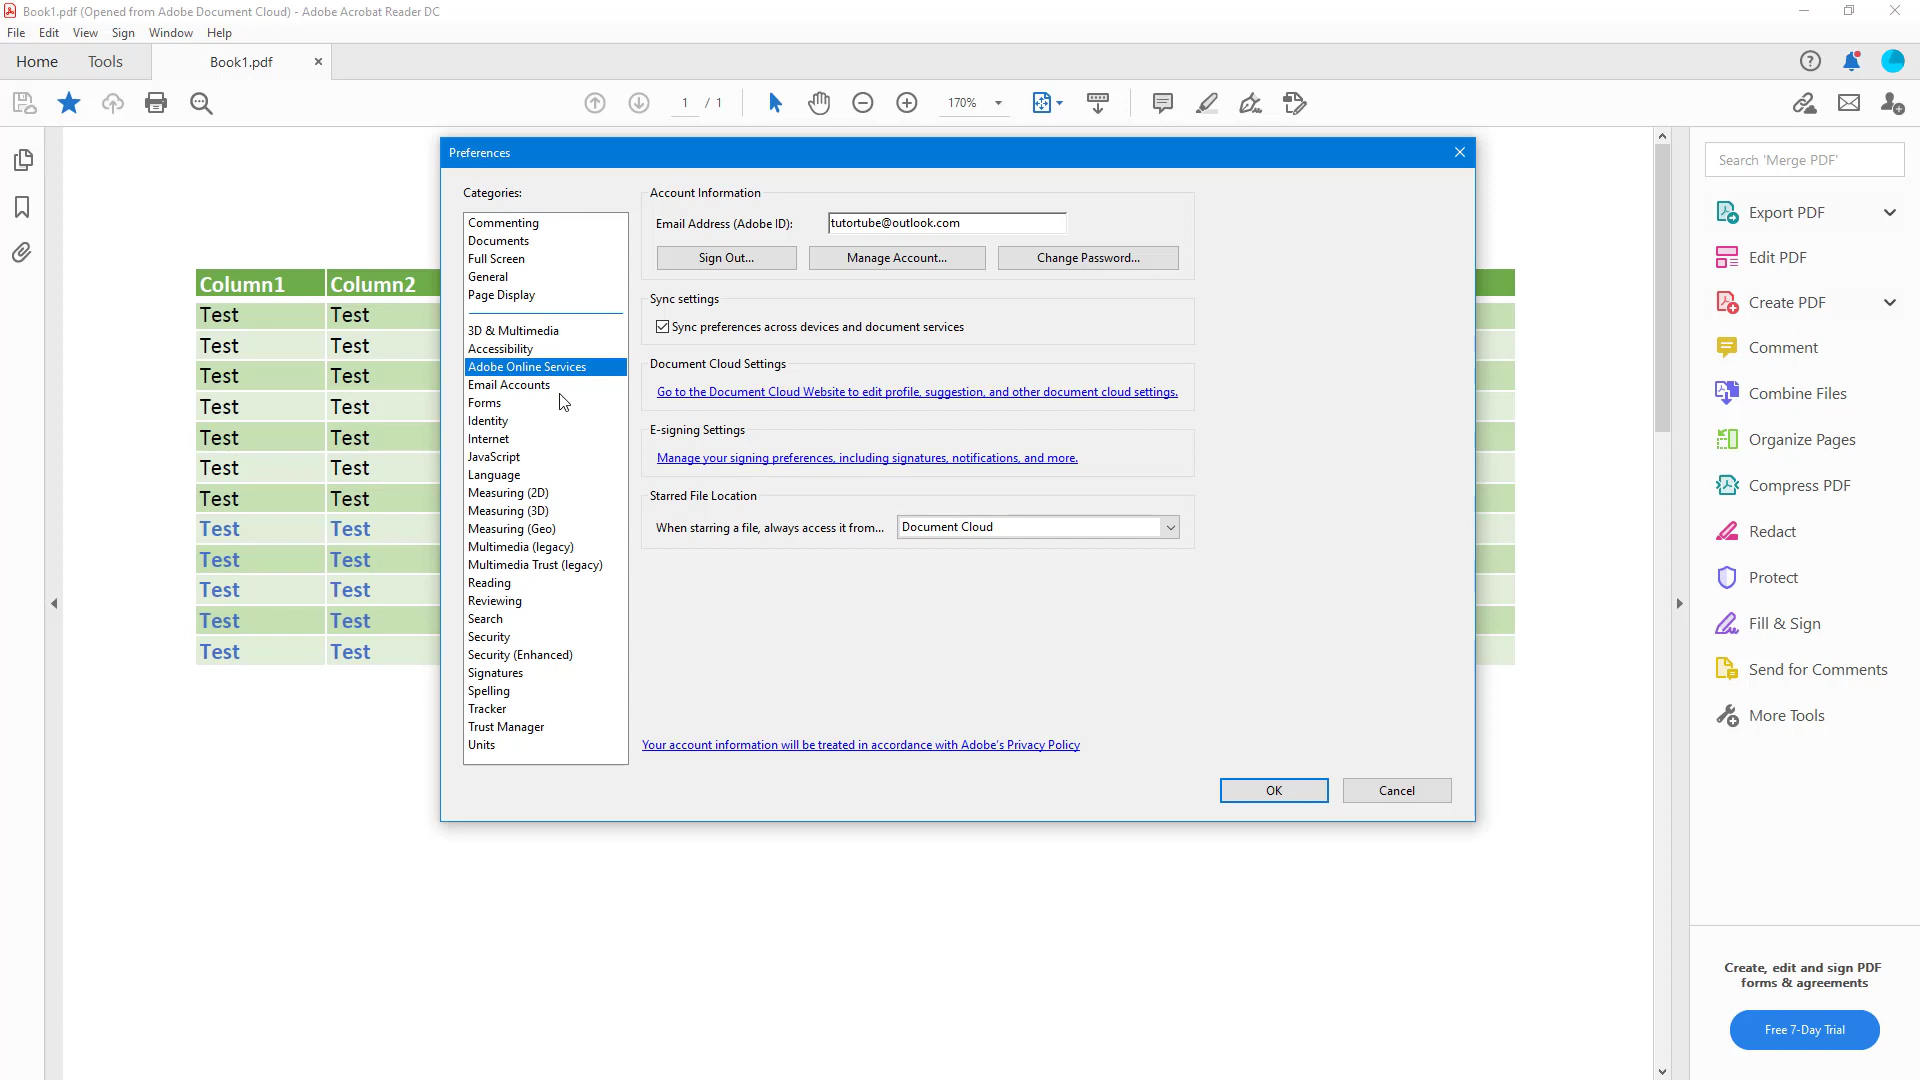 Book1.pdf (Opened from Adobe Document Cloud) - Adobe Acrobat Reader DC
File Edit View Sign Window Help
Home Tools Book1.pdf
1 / 1 170%
Preferences
Categories:
Commenting
Documents
Full Screen
General
Page Display
3D & Multimedia
Accessibility
Adobe Online Services
Email Accounts
Forms
Identity
Internet
JavaScript
Language
Measuring (2D)
Measuring (3D)
Measuring (Geo)
Multimedia (legacy)
Multimedia Trust (legacy)
Reading
Reviewing
Search
Security
Security (Enhanced)
Signatures
Spelling
Tracker
Trust Manager
Units
Account Information
Email Address (Adobe ID): tutortube@outlook.com
Sign Out... Manage Account... Change Password...
Sync settings
Sync preferences across devices and document services
Document Cloud Settings
Go to the Document Cloud Website to edit profile, suggestion, and other document cloud settings.
E-signing Settings
Manage your signing preferences, including signatures, notifications, and more.
Starred File Location
When starring a file, always access it from... Document Cloud
Your account information will be treated in accordance with Adobe's Privacy Policy
OK Cancel
Column1 Column2
Test Test
Test Test
Test Test
Test Test
Test Test
Test Test
Test Test
Test Test
Test Test
Test Test
Test Test
Test Test
Search 'Merge PDF'
Export PDF
Edit PDF
Create PDF
Comment
Combine Files
Organize Pages
Compress PDF
Redact
Protect
Fill & Sign
Send for Comments
More Tools
Create, edit and sign PDF
forms & agreements
Free 7-Day Trial